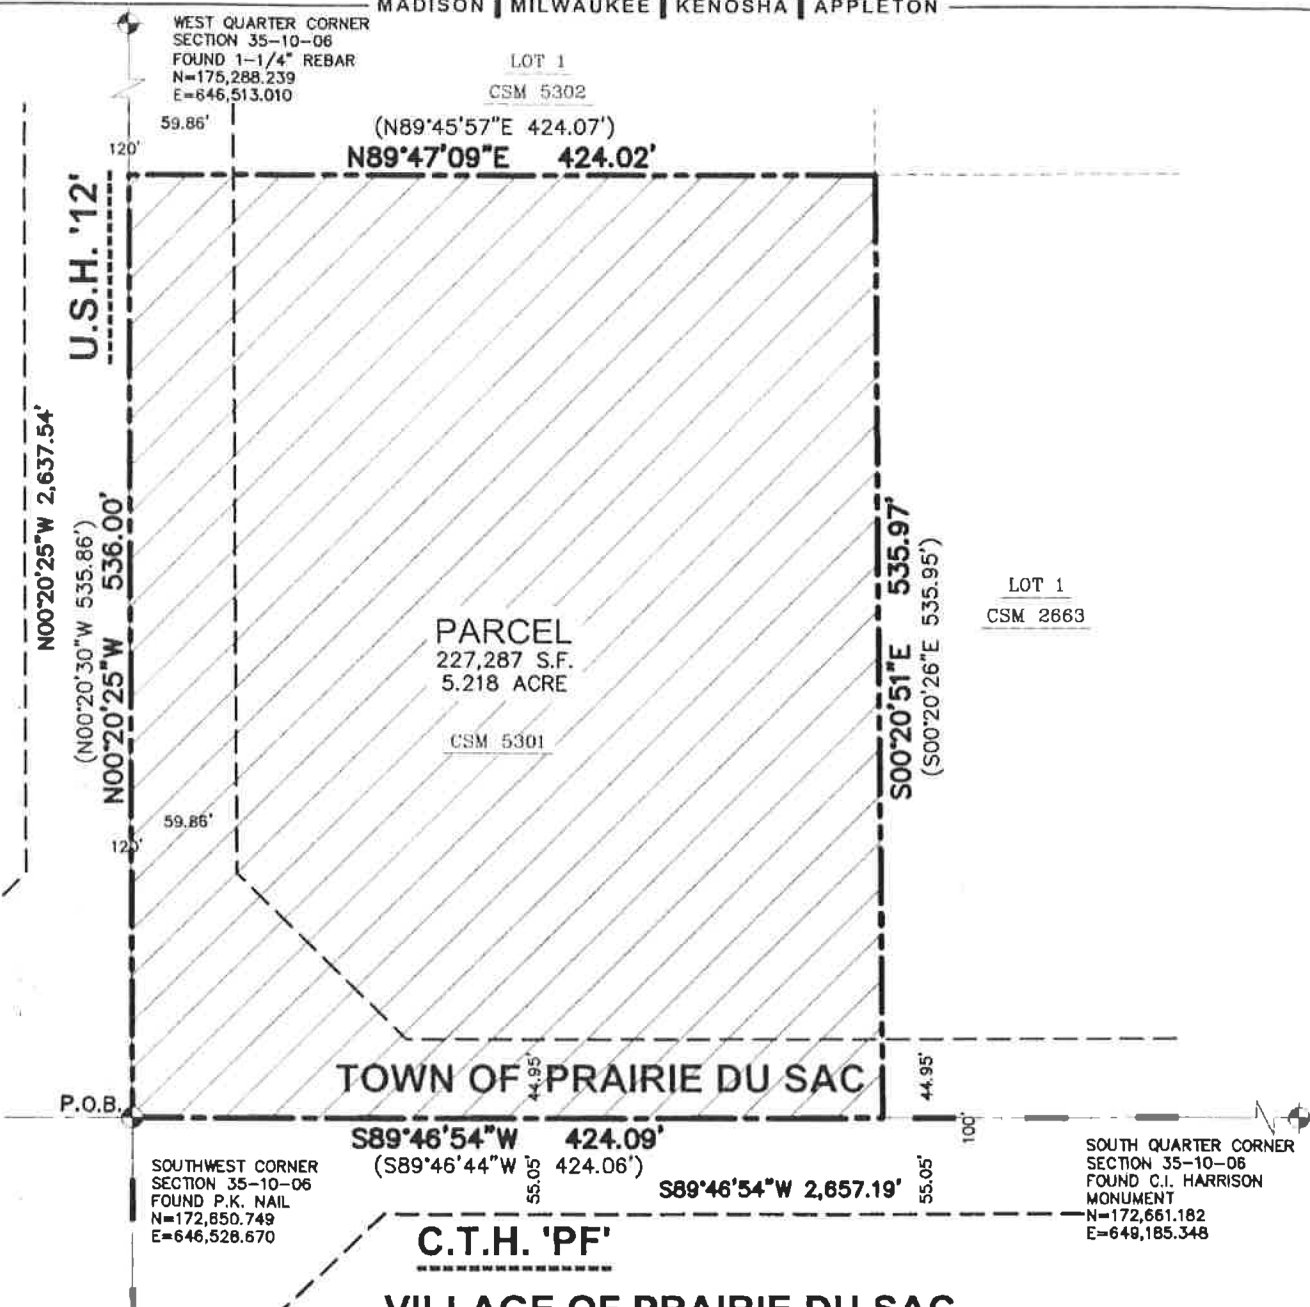 MADISON | MILWAUKEE | KENOSHA | APPLETON
WEST QUARTER CORNER
SECTION 35-10-06
FOUND 1-1/4" REBAR
N=175,288.239
E=646,513.010
LOT 1
CSM 5302
59.86'
120'
(N89°45'57"E 424.07')
N89°47'09"E 424.02'
U.S.H. '12'
N00°20'25"W 2,637.54'
(N00°20'30"W 535.86')
N00°20'25"W 536.00'
S00°20'51"E 535.97'
(S00°20'26"E 535.95')
LOT 1
CSM 2663
PARCEL
227,287 S.F.
5.218 ACRE
CSM 5301
59.86'
120'
TOWN OF PRAIRIE DU SAC
44.95'
44.95'
P.O.B.
100'
S89°46'54"W 424.09'
(S89°46'44"W 424.06')
55.05'
55.05'
S89°46'54"W 2,657.19'
SOUTHWEST CORNER
SECTION 35-10-06
FOUND P.K. NAIL
N=172,650.749
E=646,528.670
SOUTH QUARTER CORNER
SECTION 35-10-06
FOUND C.I. HARRISON
MONUMENT
N=172,661.182
E=649,185.348
C.T.H. 'PF'
VILLAGE OF PRAIRIE DU SAC